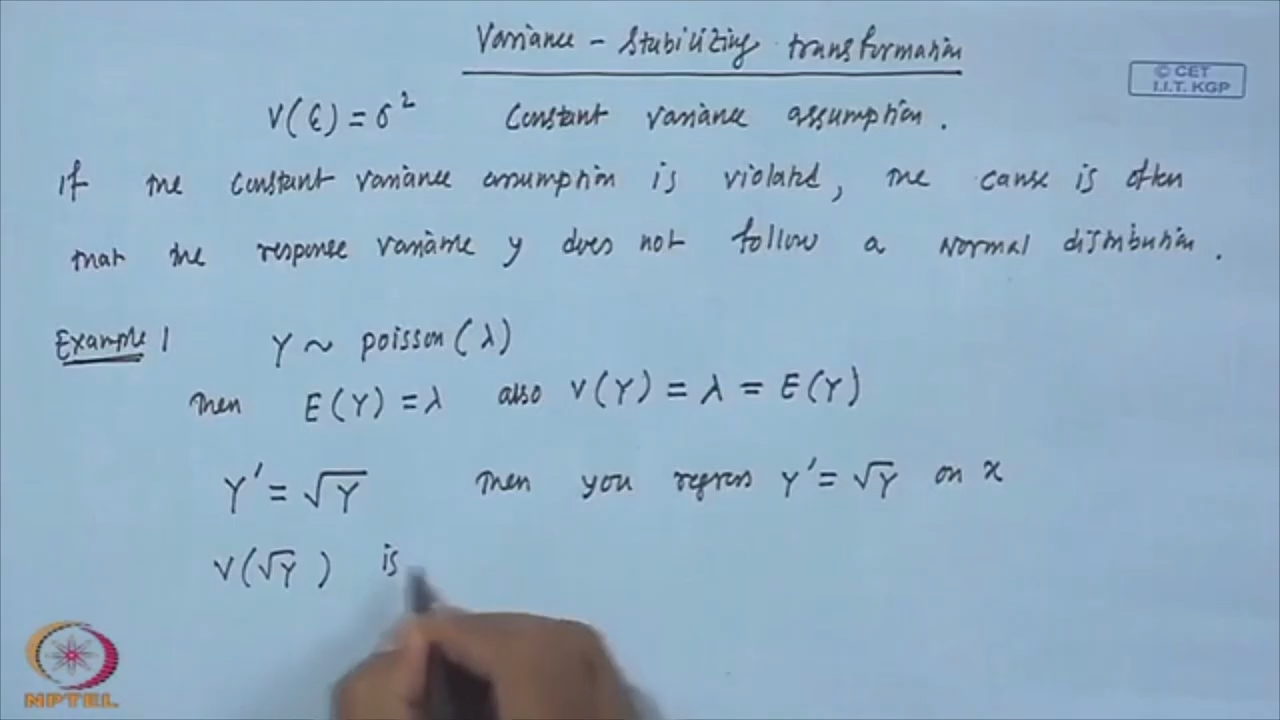 Variance - Stabilizing transformation
© CET
I.I.T. KGP
V(ε) = σ² Constant variance assumption.
If the constant variance assumption is violated, the cause is often
that the response variable y does not follow a normal distribution.
Example 1 Y ~ poisson(λ)
Then E(Y) = λ also V(Y) = λ = E(Y)
Y' = √Y Then you regress Y' = √Y on x
V(√Y) is
NPTEL